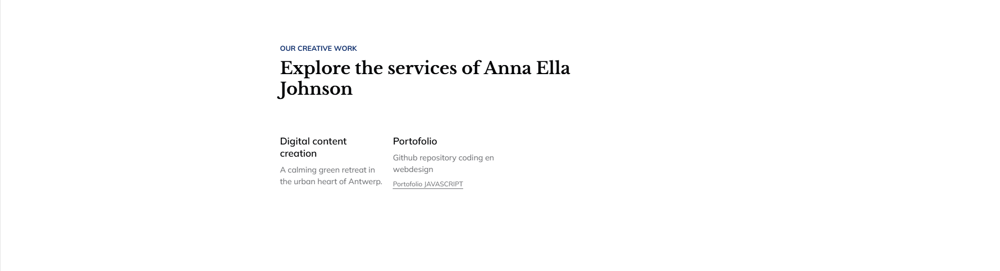 OUR CREATIVE WORK
Explore the services of Anna Ella
Johnson
Digital content
creation
A calming green retreat in
the urban heart of Antwerp.
Portofolio
Github repository coding en
webdesign
Portofolio JAVASCRIPT